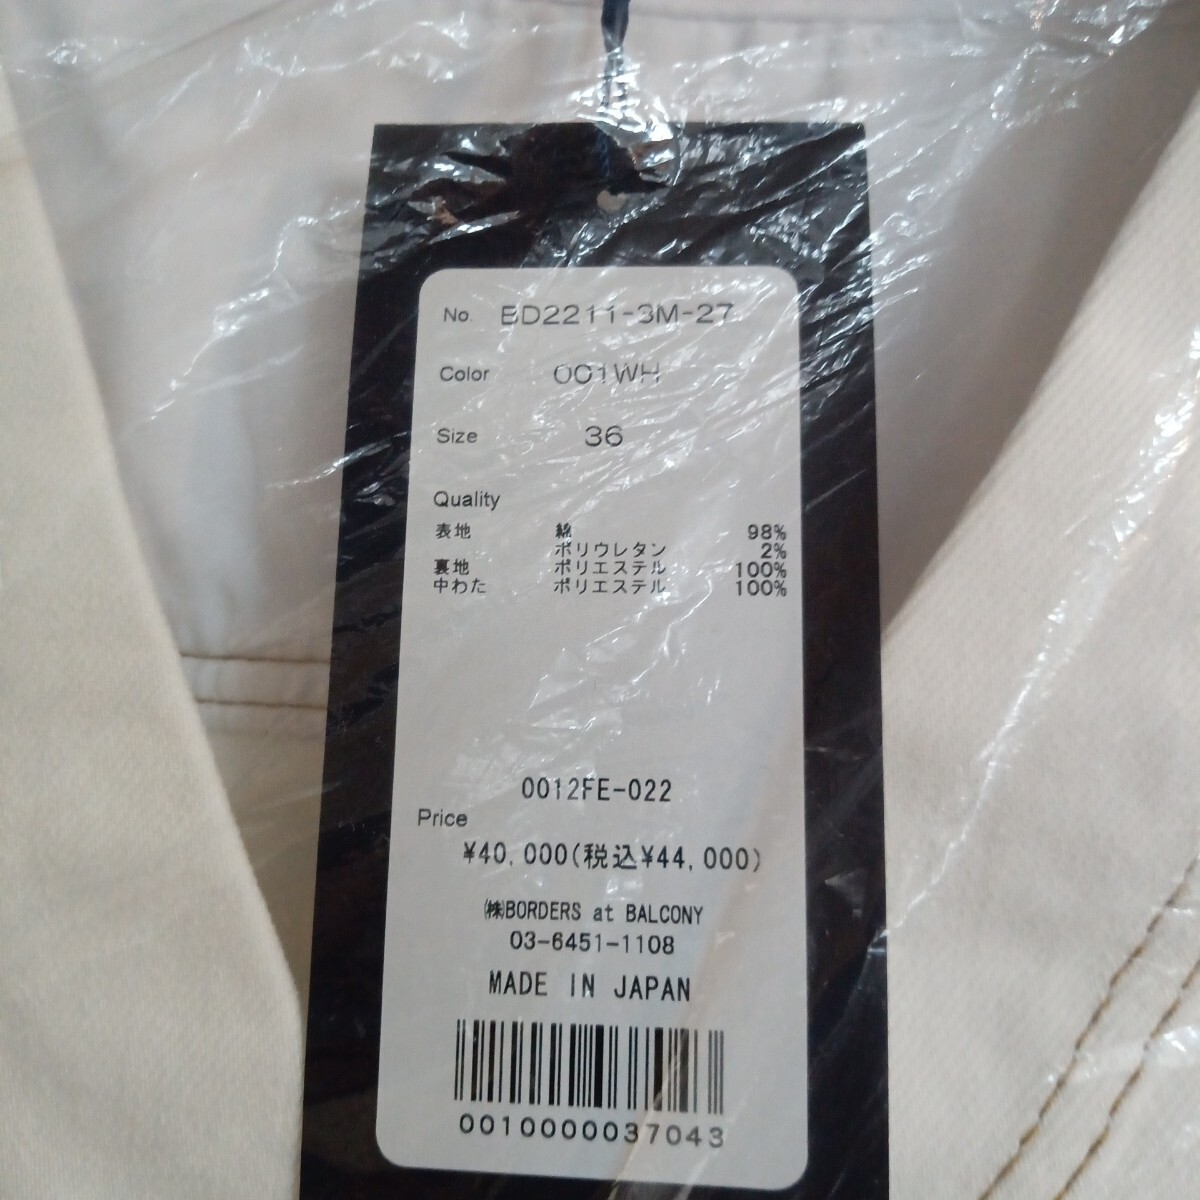 No. BD2211-3M-27
Color 001WH
Size 36
Quality
表地 綿 98%
ポリウレタン 2%
裏地 ポリエステル 100%
中わた ポリエステル 100%
0012FE-022
Price
¥40,000(税込¥44,000)
㈱BORDERS at BALCONY
03-6451-1108
MADE IN JAPAN
0010000037043